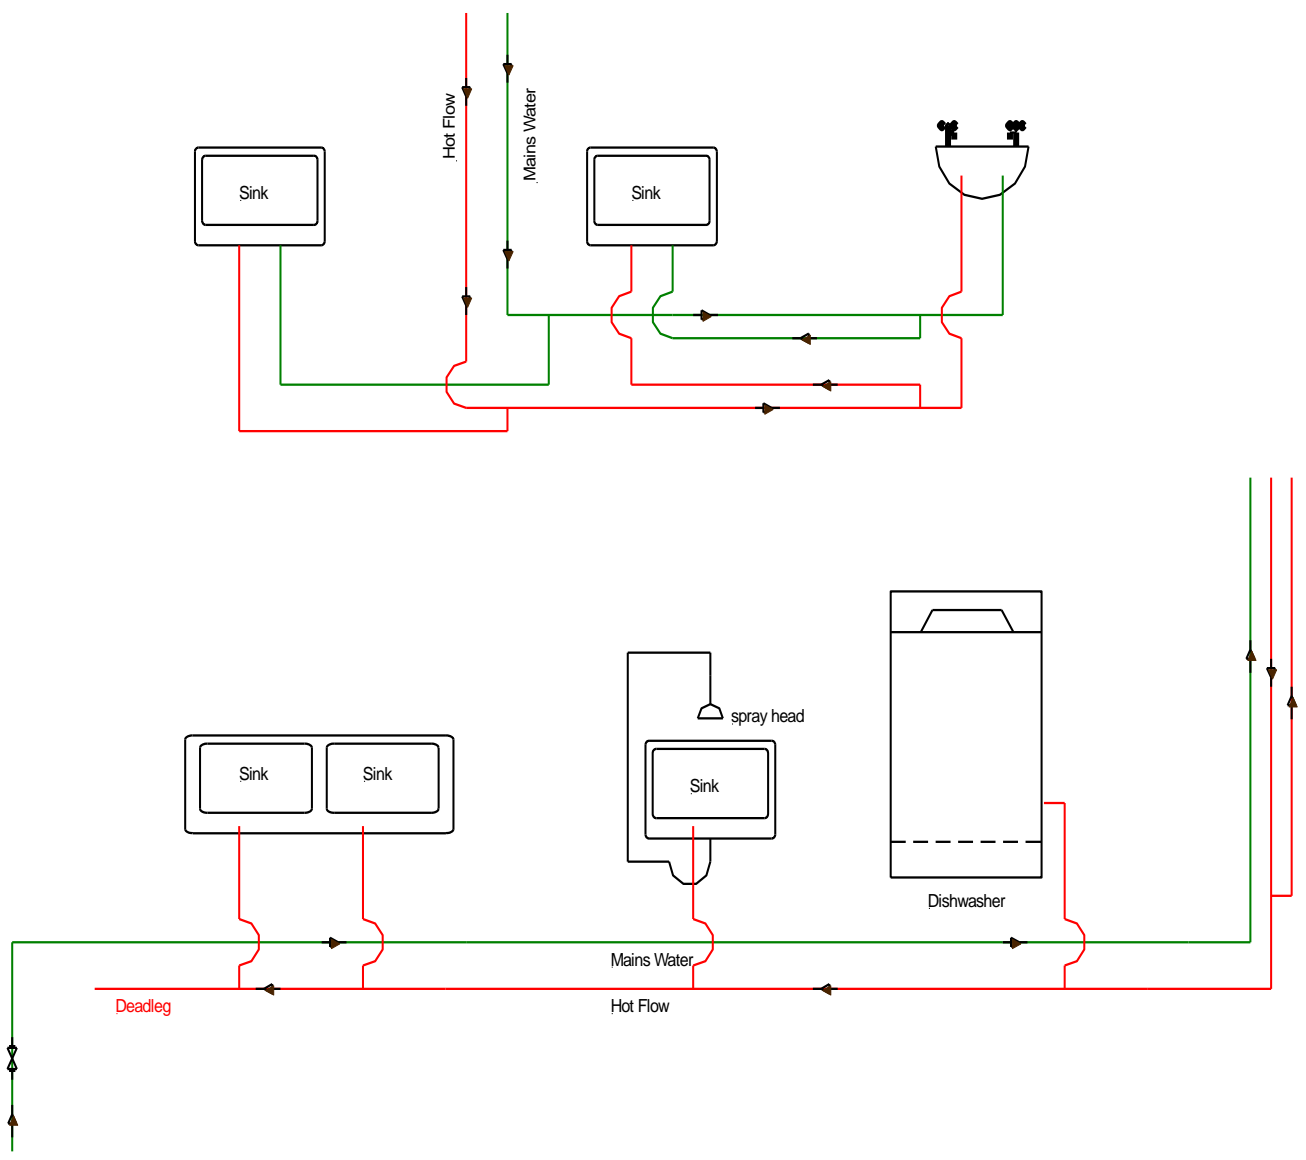 Hot Flow
Mains Water
Sink
Sink
spray head
Sink
Sink
Sink
Dishwasher
Mains Water
Deadleg
Hot Flow